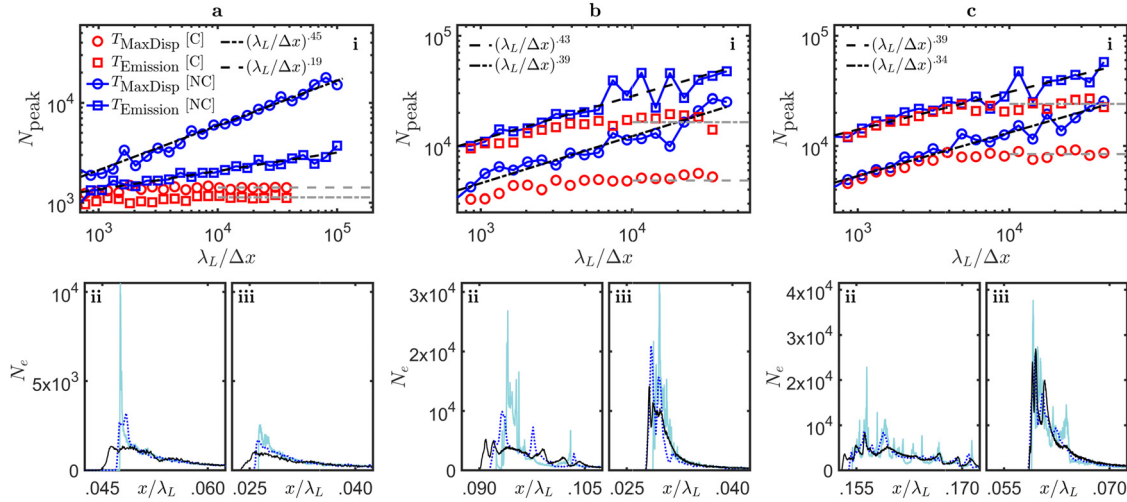 a
T_MaxDisp [C]
T_Emission [C]
T_MaxDisp [NC]
T_Emission [NC]
(λ_L/Δx)^.45
(λ_L/Δx)^.19
i
10^4
10^3
N_peak
10^3 10^4 10^5
λ_L/Δx
b
(λ_L/Δx)^.43
(λ_L/Δx)^.39
i
10^5
10^4
N_peak
10^3 10^4
λ_L/Δx
c
(λ_L/Δx)^.39
(λ_L/Δx)^.34
i
10^5
10^4
N_peak
10^3 10^4
λ_L/Δx
ii
10^4
5x10^3
0
N_e
.045 x/λ_L .060
iii
.025 x/λ_L .040
ii
3x10^4
2x10^4
10^4
0
N_e
.090 x/λ_L .105
iii
.025 x/λ_L .040
ii
4x10^4
3x10^4
2x10^4
10^4
0
N_e
.155 x/λ_L .170
iii
.055 x/λ_L .070